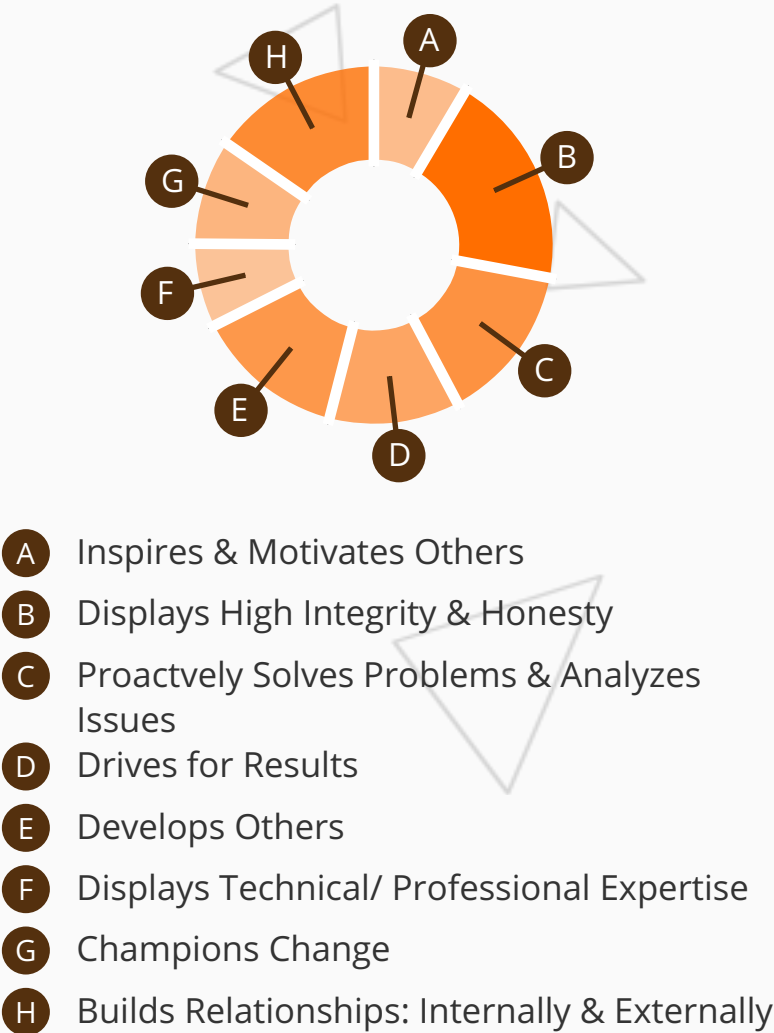 A
H
B
G
F
C
E
D
A Inspires & Motivates Others
B Displays High Integrity & Honesty
C Proactvely Solves Problems & Analyzes
Issues
D Drives for Results
E Develops Others
F Displays Technical/ Professional Expertise
G Champions Change
H Builds Relationships: Internally & Externally